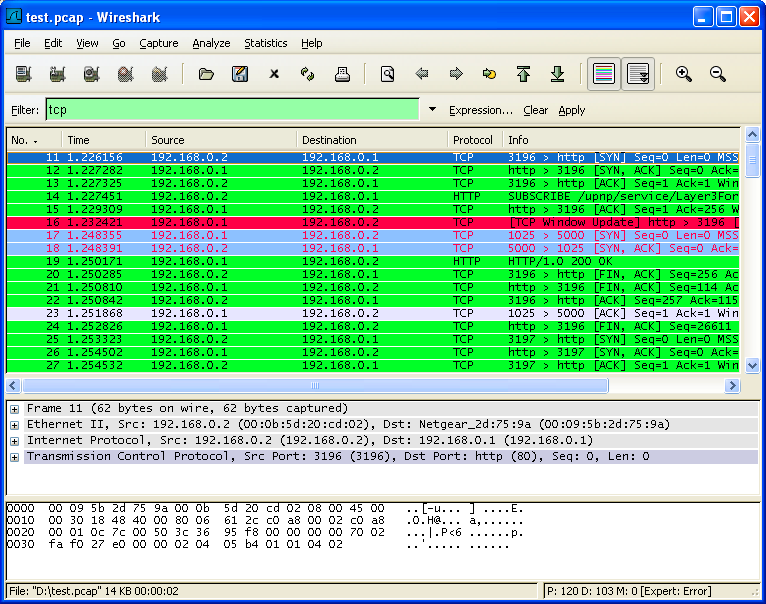 test.pcap - Wireshark
File Edit View Go Capture Analyze Statistics Help
Filter: tcp Expression... Clear Apply
No. . Time Source Destination Protocol Info
11 1.226156 192.168.0.2 192.168.0.1 TCP 3196 > http [SYN] Seq=0 Len=0 MSS
12 1.227282 192.168.0.1 192.168.0.2 TCP http > 3196 [SYN, ACK] Seq=0 Ack=
13 1.227325 192.168.0.2 192.168.0.1 TCP 3196 > http [ACK] Seq=1 Ack=1 Win
14 1.227451 192.168.0.2 192.168.0.1 HTTP SUBSCRIBE /upnp/service/Layer3For
15 1.229309 192.168.0.1 192.168.0.2 TCP http > 3196 [ACK] Seq=1 Ack=256 W
16 1.232421 192.168.0.1 192.168.0.2 TCP [TCP Window Update] http > 3196 [
17 1.248355 192.168.0.1 192.168.0.2 TCP 1025 > 5000 [SYN] Seq=0 Len=0 MSS
18 1.248391 192.168.0.2 192.168.0.1 TCP 5000 > 1025 [SYN, ACK] Seq=0 Ack=
19 1.250171 192.168.0.1 192.168.0.2 HTTP HTTP/1.0 200 OK
20 1.250285 192.168.0.2 192.168.0.1 TCP 3196 > http [FIN, ACK] Seq=256 Ac
21 1.250810 192.168.0.1 192.168.0.2 TCP http > 3196 [FIN, ACK] Seq=114 Ac
22 1.250842 192.168.0.2 192.168.0.1 TCP 3196 > http [ACK] Seq=257 Ack=115
23 1.251868 192.168.0.1 192.168.0.2 TCP 1025 > 5000 [ACK] Seq=1 Ack=1 Win
24 1.252826 192.168.0.1 192.168.0.2 TCP http > 3196 [FIN, ACK] Seq=26611
25 1.253323 192.168.0.2 192.168.0.1 TCP 3197 > http [SYN] Seq=0 Len=0 MSS
26 1.254502 192.168.0.1 192.168.0.2 TCP http > 3197 [SYN, ACK] Seq=0 Ack=
27 1.254532 192.168.0.2 192.168.0.1 TCP 3197 > http [ACK] Seq=1 Ack=1 Win
Frame 11 (62 bytes on wire, 62 bytes captured)
Ethernet II, Src: 192.168.0.2 (00:0b:5d:20:cd:02), Dst: Netgear_2d:75:9a (00:09:5b:2d:75:9a)
Internet Protocol, Src: 192.168.0.2 (192.168.0.2), Dst: 192.168.0.1 (192.168.0.1)
Transmission Control Protocol, Src Port: 3196 (3196), Dst Port: http (80), Seq: 0, Len: 0
0000 00 09 5b 2d 75 9a 00 0b 5d 20 cd 02 08 00 45 00 ..[-u... ] ....E.
0010 00 30 18 48 40 00 80 06 61 2c c0 a8 00 02 c0 a8 .0.H@... a,......
0020 00 01 0c 7c 00 50 3c 36 95 f8 00 00 00 00 70 02 ...|.P<6 ......p.
0030 fa f0 27 e0 00 00 02 04 05 b4 01 01 04 02 ..'..... ......
File: "D:\test.pcap" 14 KB 00:00:02 P: 120 D: 103 M: 0 [Expert: Error]